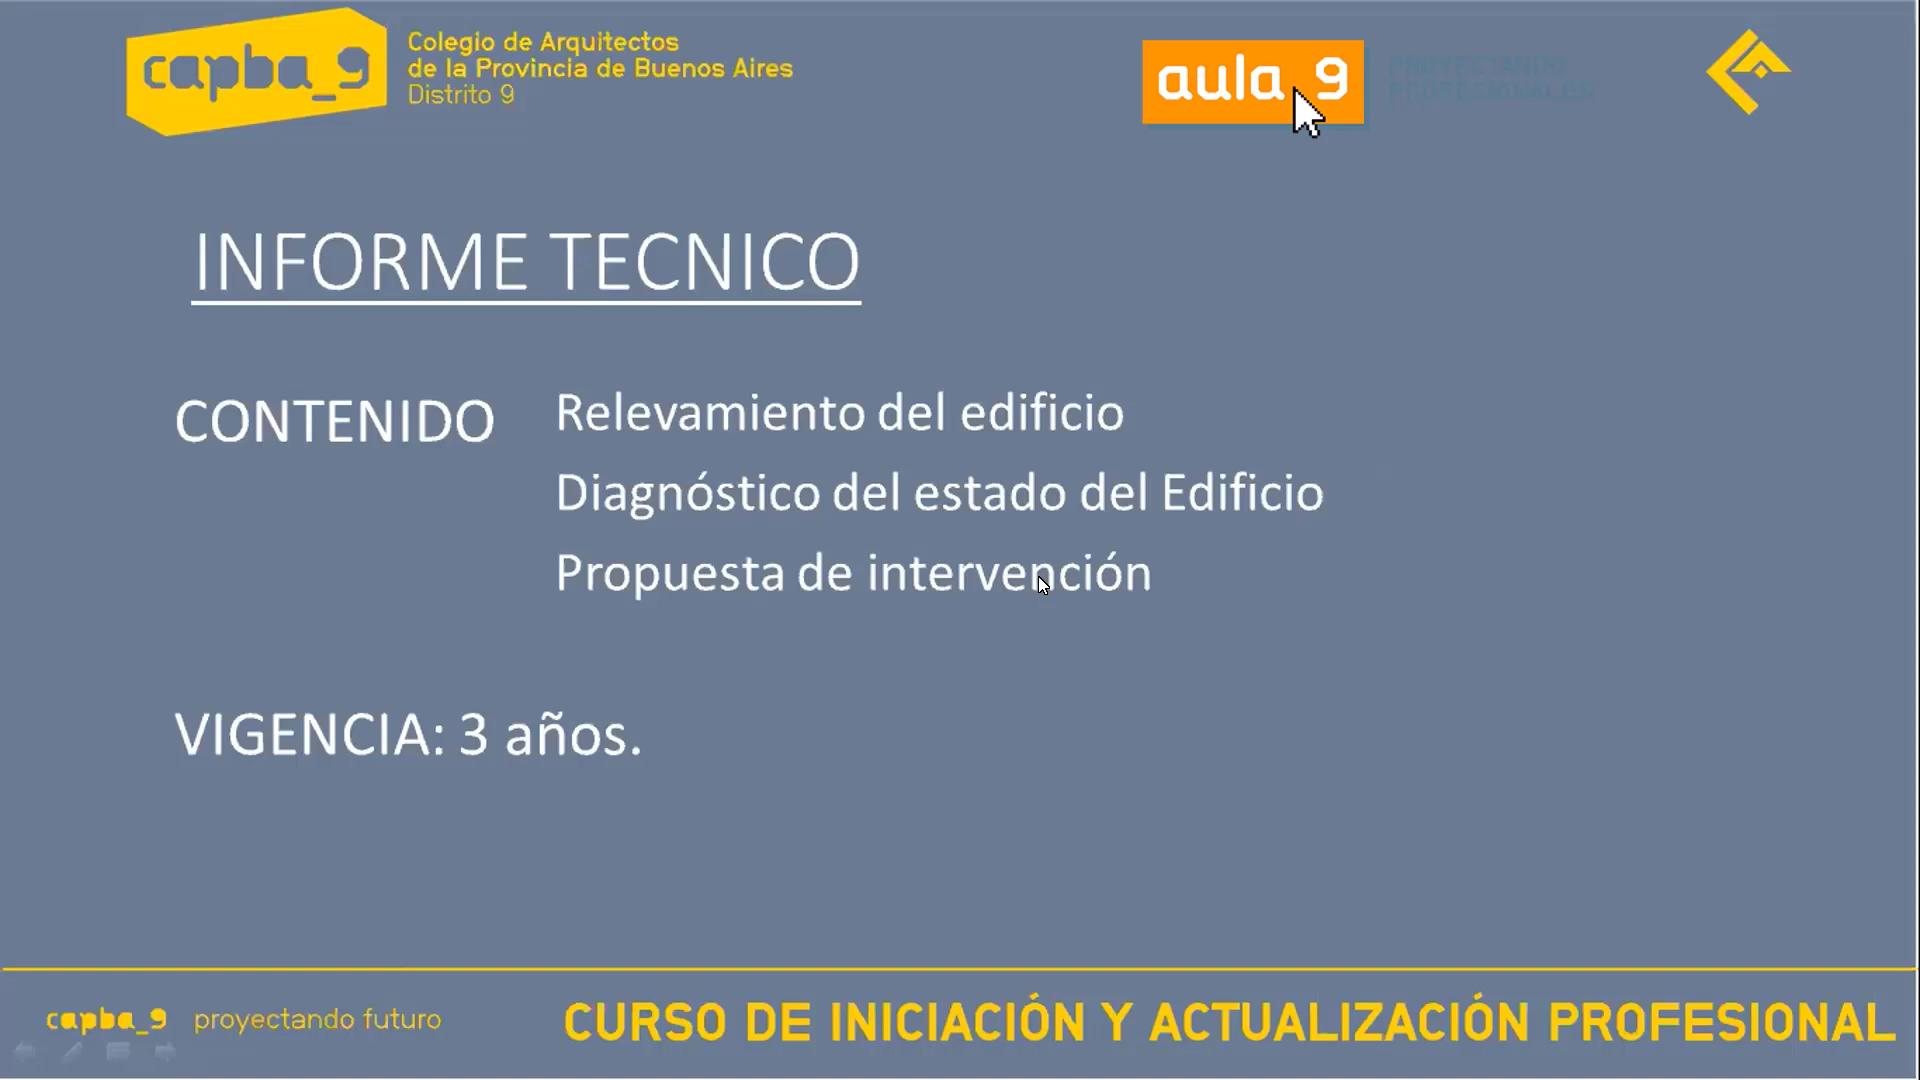 capba_9
Colegio de Arquitectos
de la Provincia de Buenos Aires
Distrito 9
aula 9
PROYECTANDO
PROFESIONALES
INFORME TECNICO
CONTENIDO
Relevamiento del edificio
Diagnóstico del estado del Edificio
Propuesta de intervención
VIGENCIA: 3 años.
capba_9 proyectando futuro
CURSO DE INICIACIÓN Y ACTUALIZACIÓN PROFESIONAL